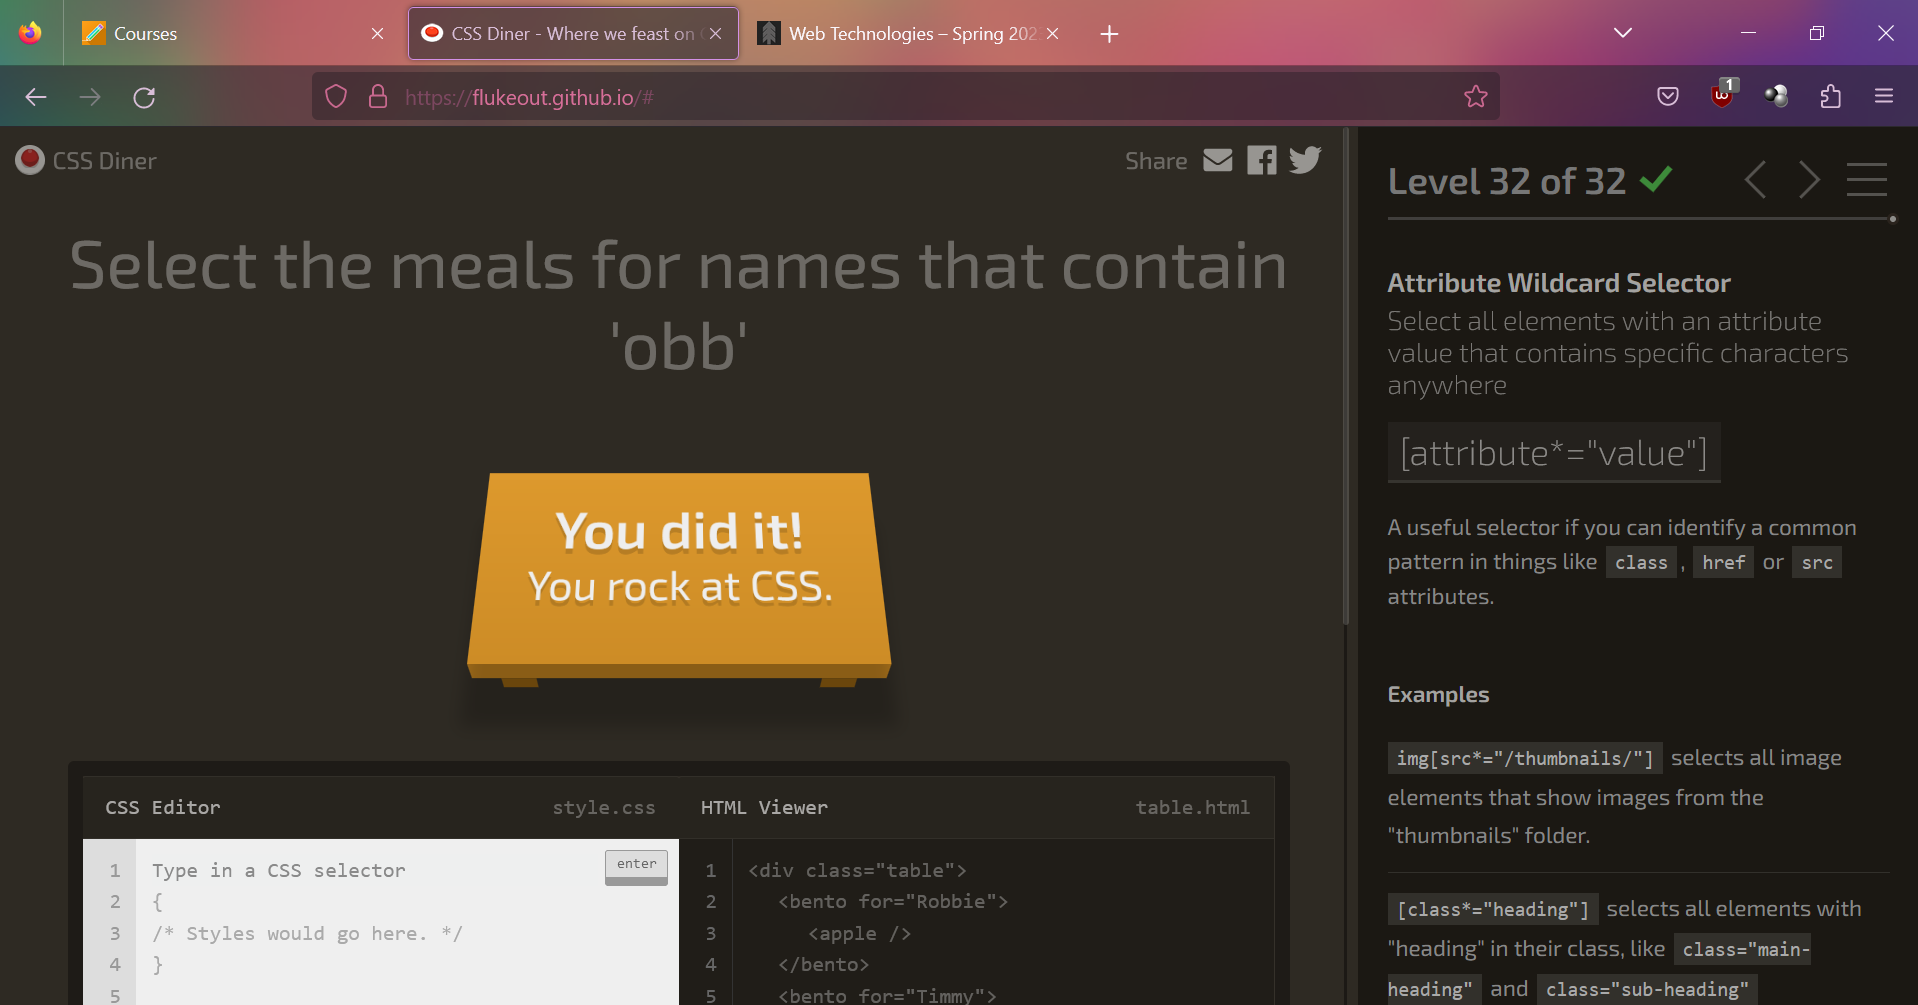 Courses
CSS Diner - Where we feast on
Web Technologies – Spring 202
https://flukeout.github.io/#
1
CSS Diner
Share
Select the meals for names that contain
'obb'
You did it!
You rock at CSS.
CSS Editor
style.css
HTML Viewer
table.html
1
Type in a CSS selector
enter
2
{
3
/* Styles would go here. */
4
}
5
1
<div class="table">
2
<bento for="Robbie">
3
<apple />
4
</bento>
5
<bento for="Timmy">
Level 32 of 32
Attribute Wildcard Selector
Select all elements with an attribute
value that contains specific characters
anywhere
[attribute*="value"]
A useful selector if you can identify a common
pattern in things like class , href or src
attributes.
Examples
img[src*="/thumbnails/"] selects all image
elements that show images from the
"thumbnails" folder.
[class*="heading"] selects all elements with
"heading" in their class, like class="main-
heading" and class="sub-heading"